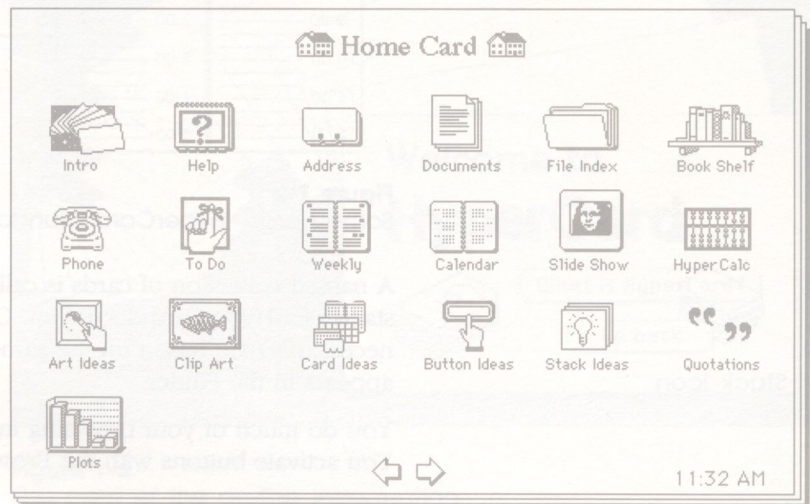 Home Card
Intro Help Address Documents File Index Book Shelf
Phone To Do Weekly Calendar Slide Show HyperCalc
Art Ideas Clip Art Card Ideas Button Ideas Stack Ideas Quotations
Plots
11:32 AM